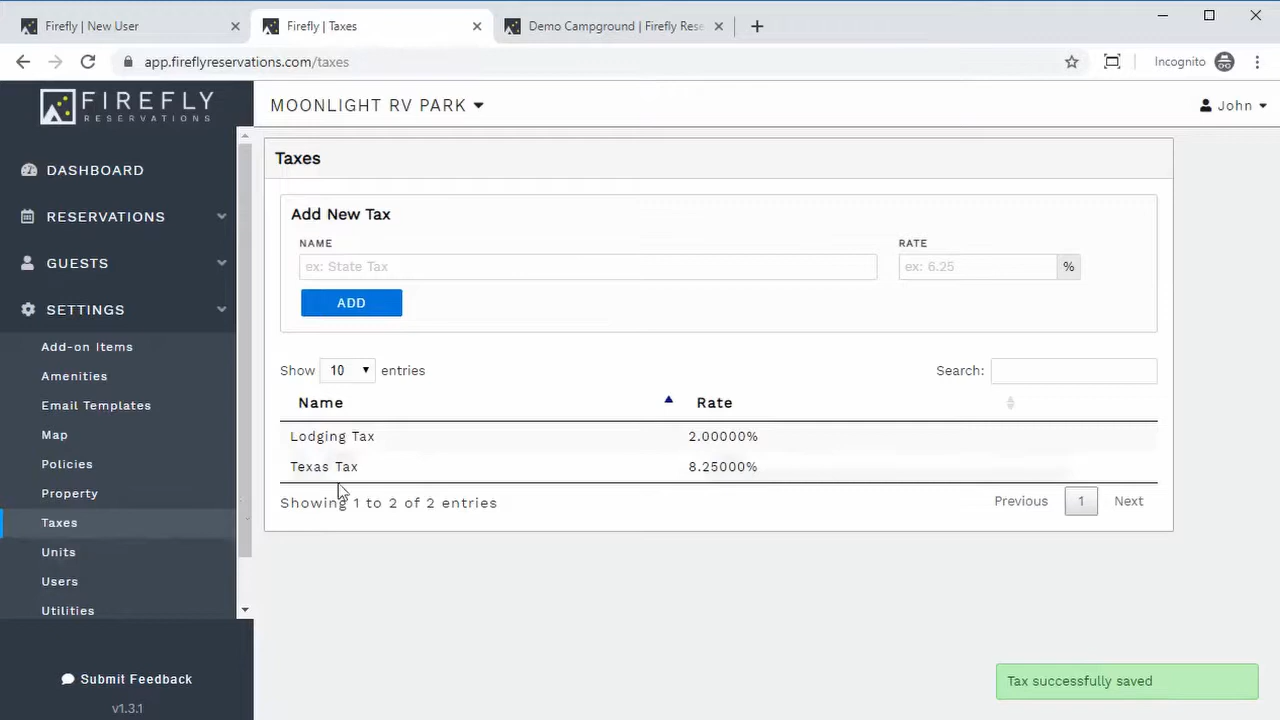 Firefly | New User
Firefly | Taxes
Demo Campground | Firefly Rese
app.fireflyreservations.com/taxes
Incognito
FIREFLY
RESERVATIONS
MOONLIGHT RV PARK
John
DASHBOARD
RESERVATIONS
GUESTS
SETTINGS
Add-on Items
Amenities
Email Templates
Map
Policies
Property
Taxes
Units
Users
Utilities
Submit Feedback
v1.3.1
Taxes
Add New Tax
NAME RATE
ex: State Tax ex: 6.25 %
ADD
Show 10 entries Search:
Name Rate
Lodging Tax 2.00000%
Texas Tax 8.25000%
Showing 1 to 2 of 2 entries Previous 1 Next
Tax successfully saved